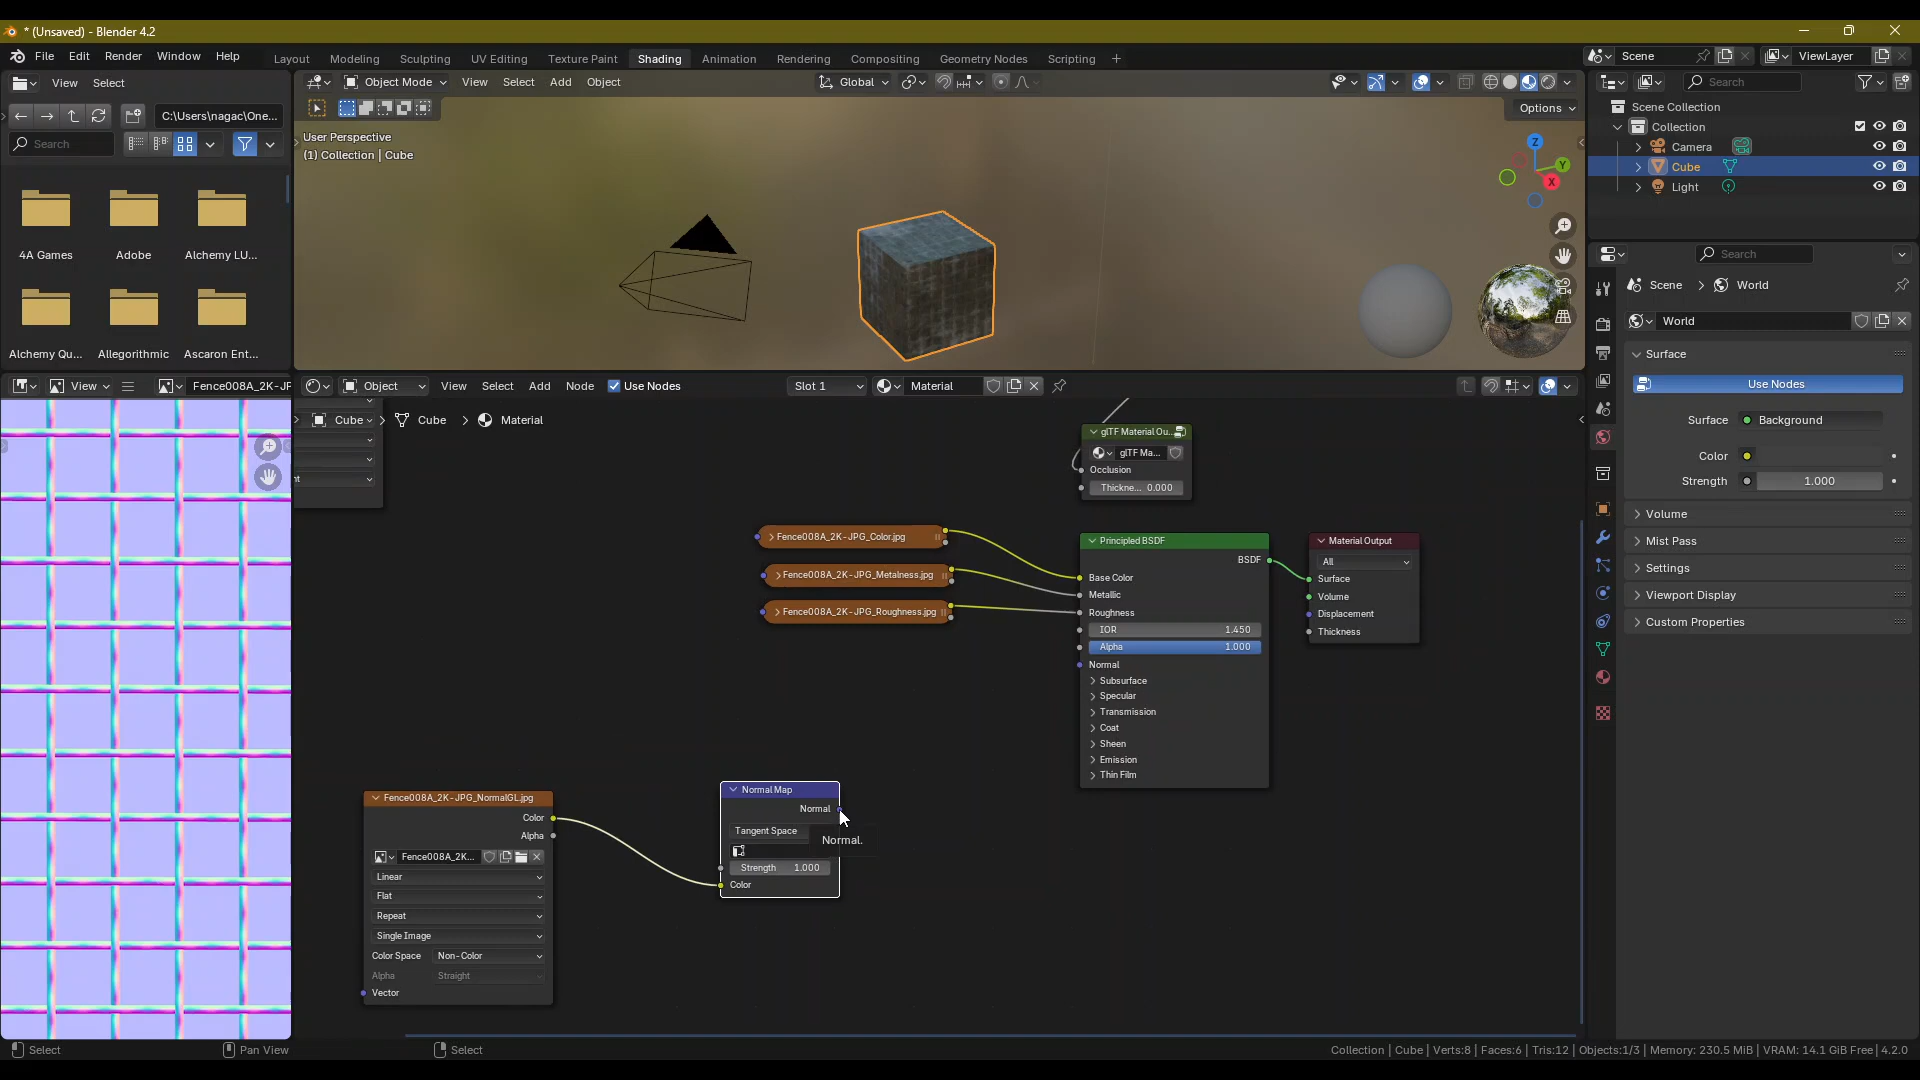 * (Unsaved) - Blender 4.2
File Edit Render Window Help
Layout Modeling Sculpting UV Editing Texture Paint Shading Animation Rendering Compositing Geometry Nodes Scripting +
Scene
ViewLayer
View Select
C:\Users\nagac\One...
Search
4A Games
Adobe
Alchemy LU...
Alchemy Qu...
Allegorithmic
Ascaron Ent...
Object Mode View Select Add Object
Global
Options
User Perspective
(1) Collection | Cube
Z
Y
X
Search
Scene Collection
Collection
Camera
Cube
Light
Search
Scene > World
World
Surface
Use Nodes
Surface Background
Color
Strength 1.000
Volume
Mist Pass
Settings
Viewport Display
Custom Properties
View
Fence008A_2K-JF
Object View Select Add Node Use Nodes
Slot 1
Material
Cube > Cube > Material
glTF Material Ou...
glTF Ma...
Occlusion
Thickne... 0.000
Fence008A_2K-JPG_Color.jpg
Fence008A_2K-JPG_Metalness.jpg
Fence008A_2K-JPG_Roughness.jpg
Principled BSDF
BSDF
Base Color
Metallic
Roughness
IOR 1.450
Alpha 1.000
Normal
Subsurface
Specular
Transmission
Coat
Sheen
Emission
Thin Film
Material Output
All
Surface
Volume
Displacement
Thickness
Fence008A_2K-JPG_NormalGL.jpg
Color
Alpha
Fence008A_2K...
Linear
Flat
Repeat
Single Image
Color Space Non-Color
Alpha Straight
Vector
Normal Map
Normal
Tangent Space
Normal.
Strength 1.000
Color
Select
Pan View
Select
Collection | Cube | Verts:8 | Faces:6 | Tris:12 | Objects:1/3 | Memory: 230.5 MiB | VRAM: 14.1 GiB Free | 4.2.0